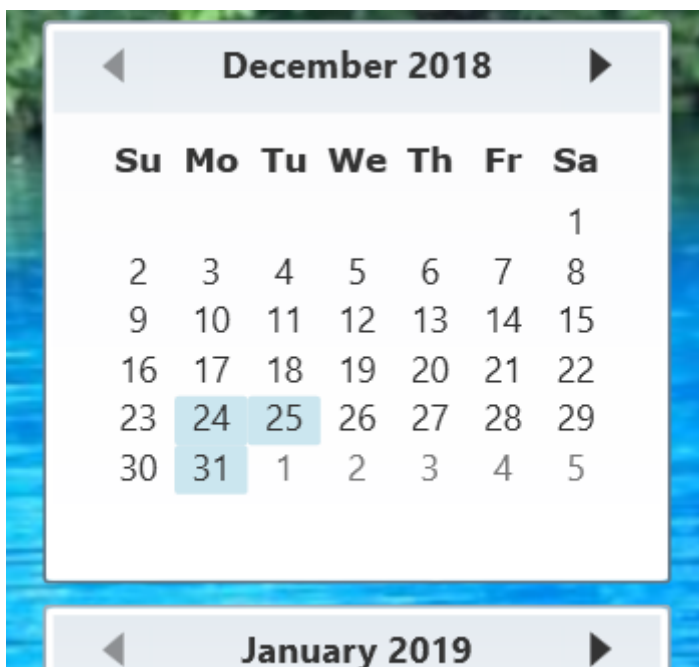 December 2018
Su Mo Tu We Th Fr Sa
1
2 3 4 5 6 7 8
9 10 11 12 13 14 15
16 17 18 19 20 21 22
23 24 25 26 27 28 29
30 31 1 2 3 4 5
January 2019